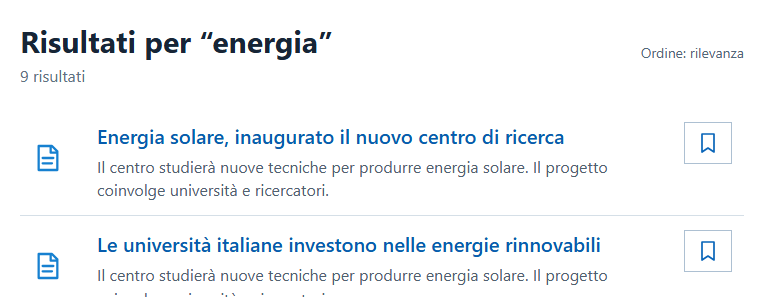 Risultati per “energia”
9 risultati
Ordine: rilevanza
Energia solare, inaugurato il nuovo centro di ricerca
Il centro studierà nuove tecniche per produrre energia solare. Il progetto
coinvolge università e ricercatori.
Le università italiane investono nelle energie rinnovabili
Il centro studierà nuove tecniche per produrre energia solare. Il progetto